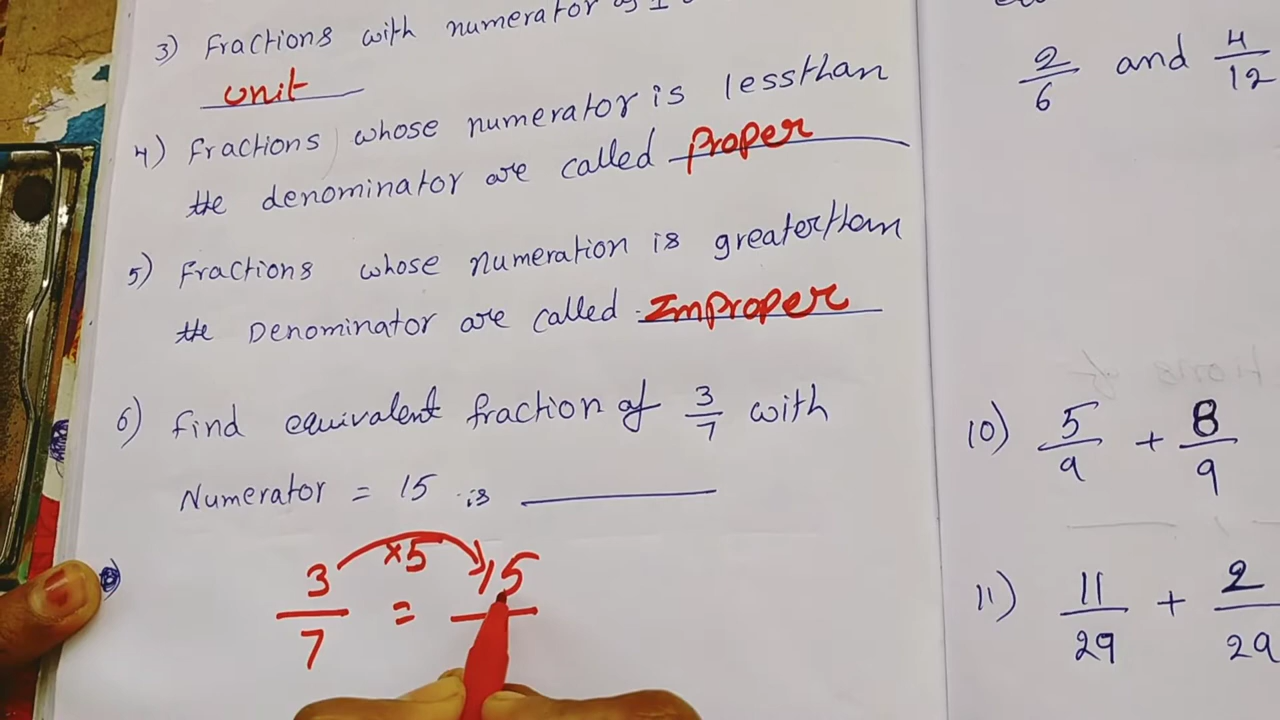 3) Fractions with numerator of 1
unit
4) fractions whose numerator is lessthan
the denominator are called Proper
5) Fractions whose numeration is greaterthan
the Denominator are called Improper
6) Find equivalent fraction of 3/7 with
Numerator = 15 is ________
×5
3/7 = 15/
2/6 and 4/12
10) 5/9 + 8/9
11) 11/29 + 2/29